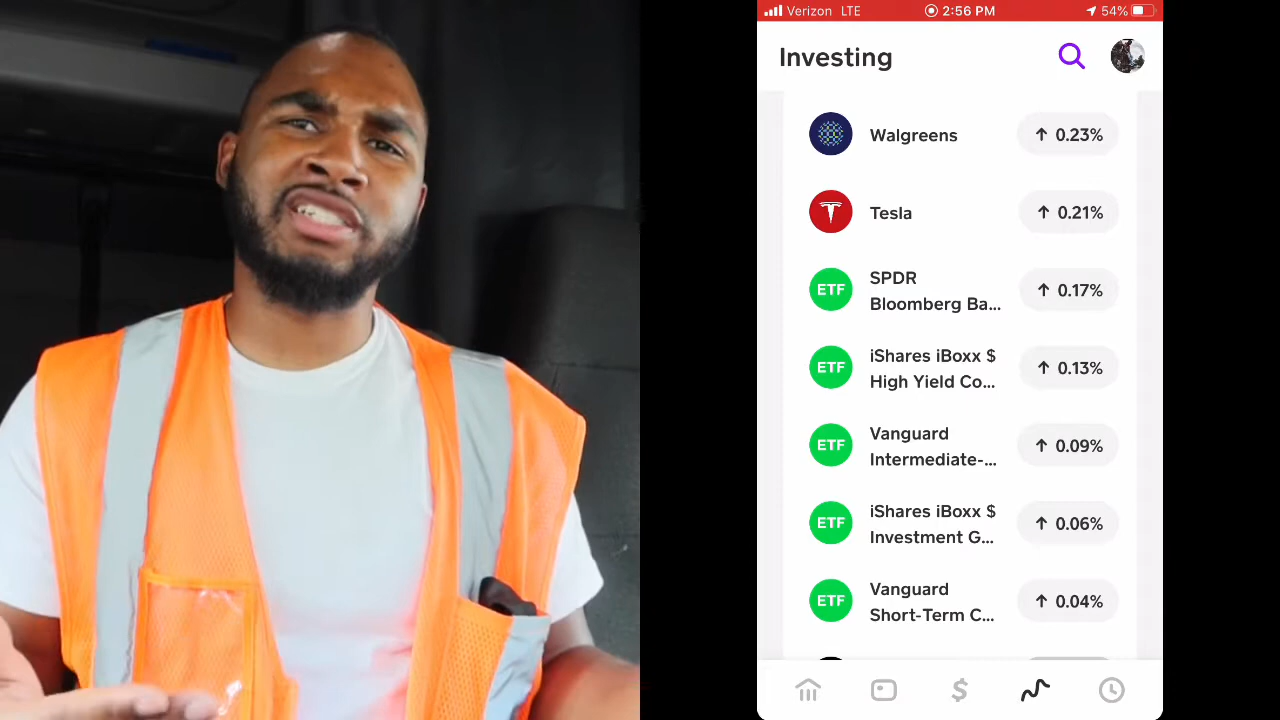 Verizon LTE 2:56 PM 54%
Investing
Walgreens ↑ 0.23%
Tesla ↑ 0.21%
ETF SPDR
Bloomberg Ba... ↑ 0.17%
ETF iShares iBoxx $
High Yield Co... ↑ 0.13%
ETF Vanguard
Intermediate-... ↑ 0.09%
ETF iShares iBoxx $
Investment G... ↑ 0.06%
ETF Vanguard
Short-Term C... ↑ 0.04%
$